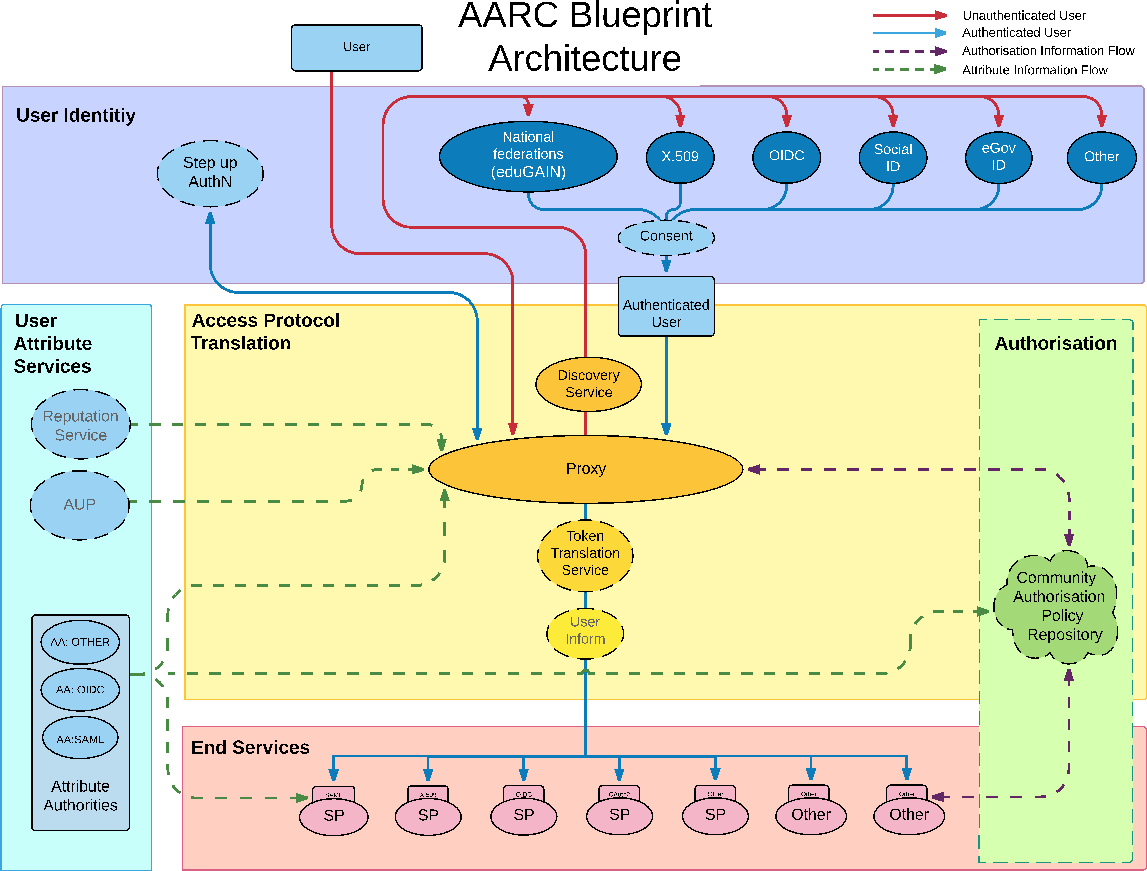 AARC Blueprint
Architecture
Unauthenticated User
Authenticated User
Authorisation Information Flow
Attribute Information Flow
User
User Identitiy
Step up
AuthN
National
federations
(eduGAIN)
X.509
OIDC
Social
ID
eGov
ID
Other
Consent
Authenticated
User
User
Attribute
Services
Access Protocol
Translation
Authorisation
Discovery
Service
Reputation
Service
Proxy
AUP
Token
Translation
Service
Community
Authorisation
Policy
Repository
User
Inform
AA: OTHER
AA: OIDC
AA:SAML
Attribute
Authorities
End Services
SP
SP
SP
SP
SP
Other
Other